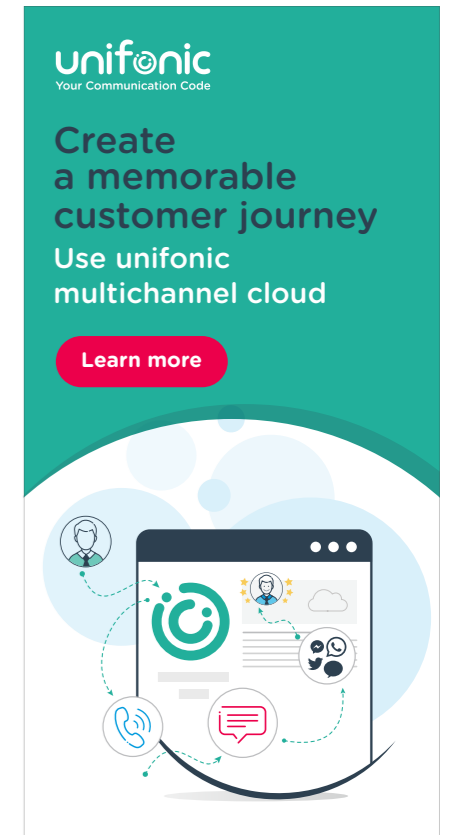 unifonic
Your Communication Code
Create
a memorable
customer journey
Use unifonic
multichannel cloud
Learn more